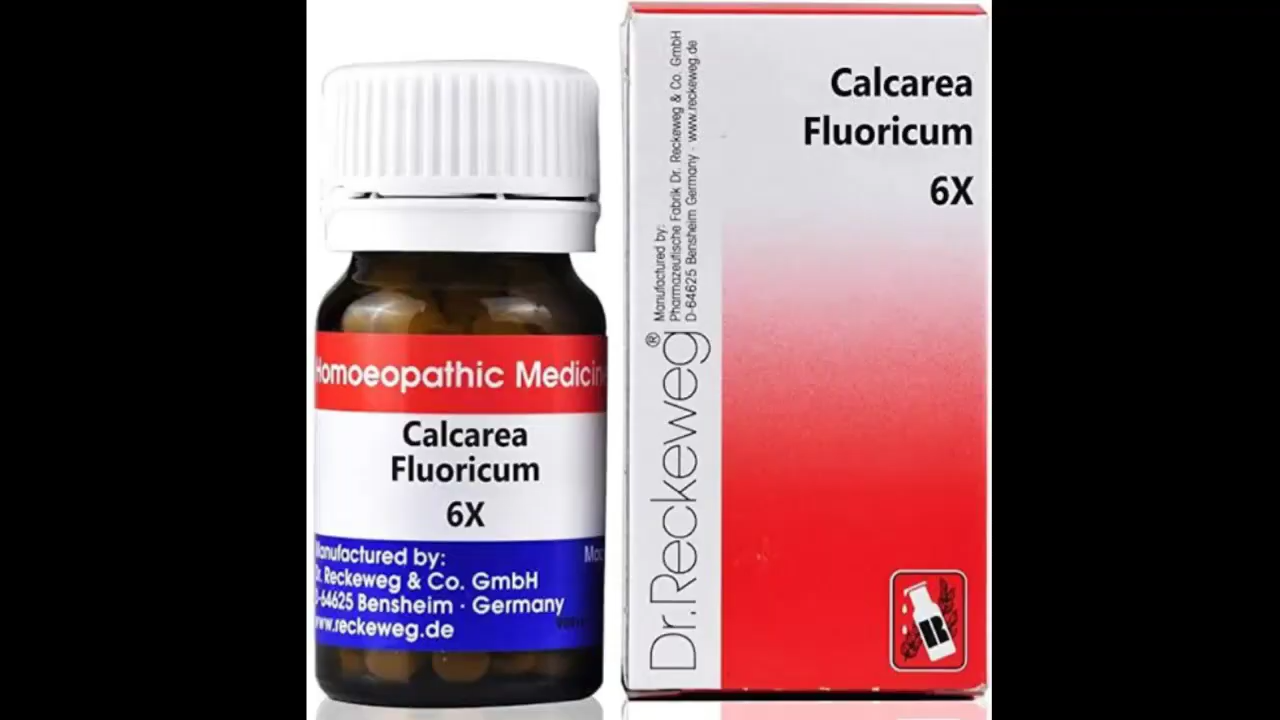 Homoeopathic Medicin
Calcarea
Fluoricum
6X
Manufactured by:
Dr. Reckeweg & Co. GmbH
D-64625 Bensheim · Germany
www.reckeweg.de
Dr.Reckeweg®
Manufactured by:
Pharmazeutische Fabrik Dr. Reckeweg & Co. GmbH
D-64625 Bensheim Germany - www.reckeweg.de
Calcarea
Fluoricum
6X
R